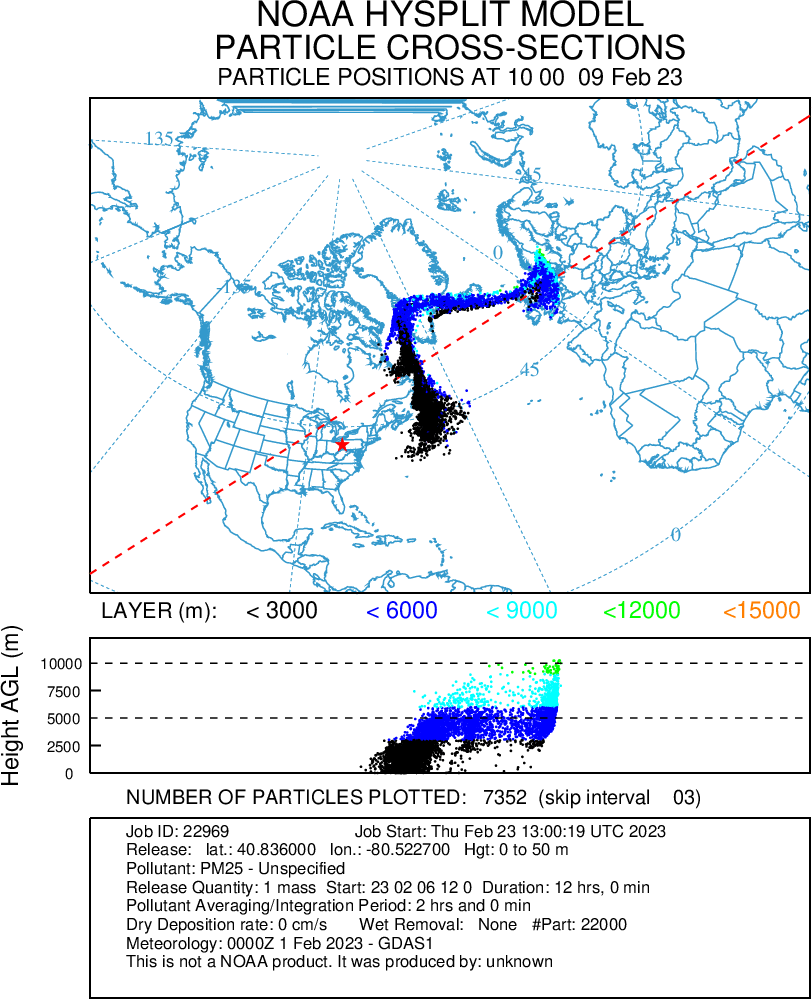 NOAA HYSPLIT MODEL
PARTICLE CROSS-SECTIONS
PARTICLE POSITIONS AT 10 00 09 Feb 23
135
45
0
-135
45
0
LAYER (m): < 3000 < 6000 < 9000 <12000 <15000
Height AGL (m)
10000
7500
5000
2500
0
NUMBER OF PARTICLES PLOTTED: 7352 (skip interval 03)
Job ID: 22969 Job Start: Thu Feb 23 13:00:19 UTC 2023
Release: lat.: 40.836000 lon.: -80.522700 Hgt: 0 to 50 m
Pollutant: PM25 - Unspecified
Release Quantity: 1 mass Start: 23 02 06 12 0 Duration: 12 hrs, 0 min
Pollutant Averaging/Integration Period: 2 hrs and 0 min
Dry Deposition rate: 0 cm/s Wet Removal: None #Part: 22000
Meteorology: 0000Z 1 Feb 2023 - GDAS1
This is not a NOAA product. It was produced by: unknown